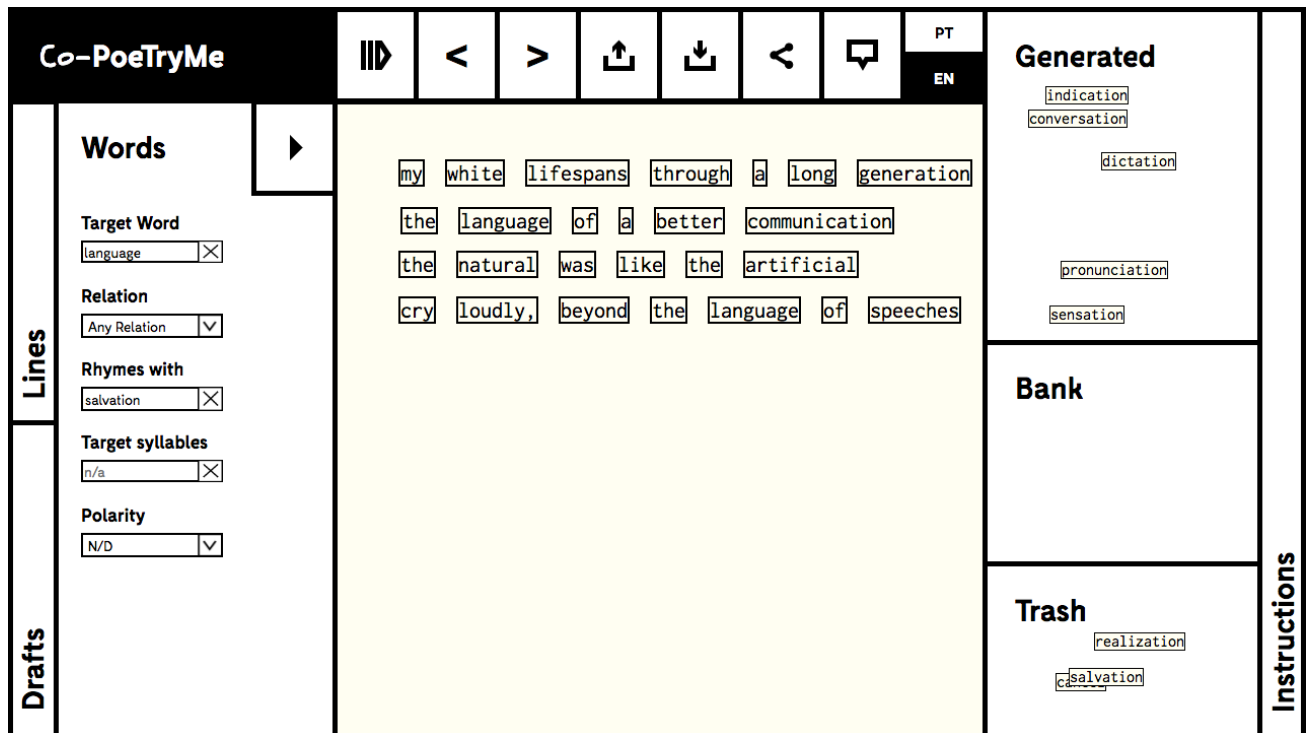 Co-PoeTryMe
< >
PT
EN
Words
Target Word
language
Relation
Any Relation
Rhymes with
salvation
Target syllables
n/a
Polarity
N/D
Lines
Drafts
my white lifespans through a long generation
the language of a better communication
the natural was like the artificial
cry loudly, beyond the language of speeches
Generated
indication
conversation
dictation
pronunciation
sensation
Bank
Trash
realization
salvation
Instructions